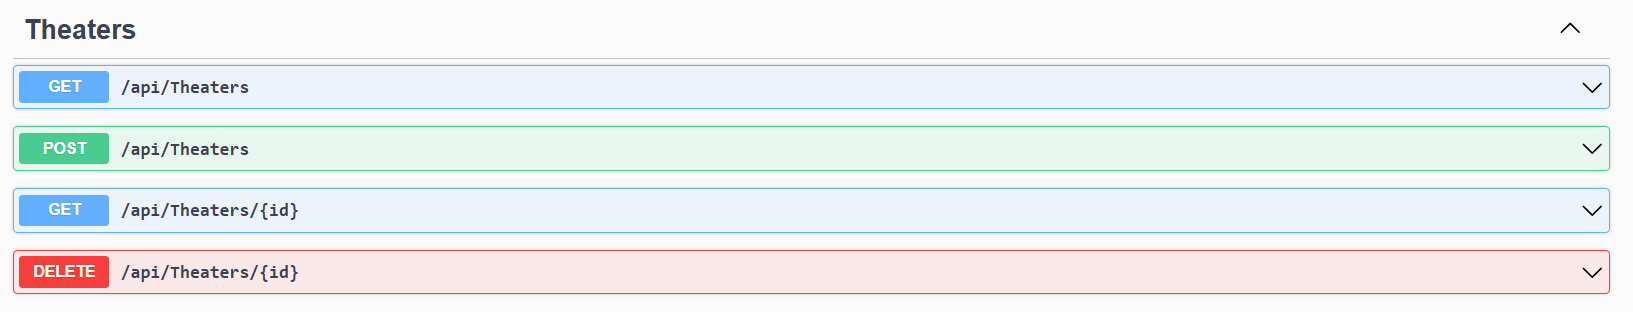 Theaters
GET /api/Theaters
POST /api/Theaters
GET /api/Theaters/{id}
DELETE /api/Theaters/{id}